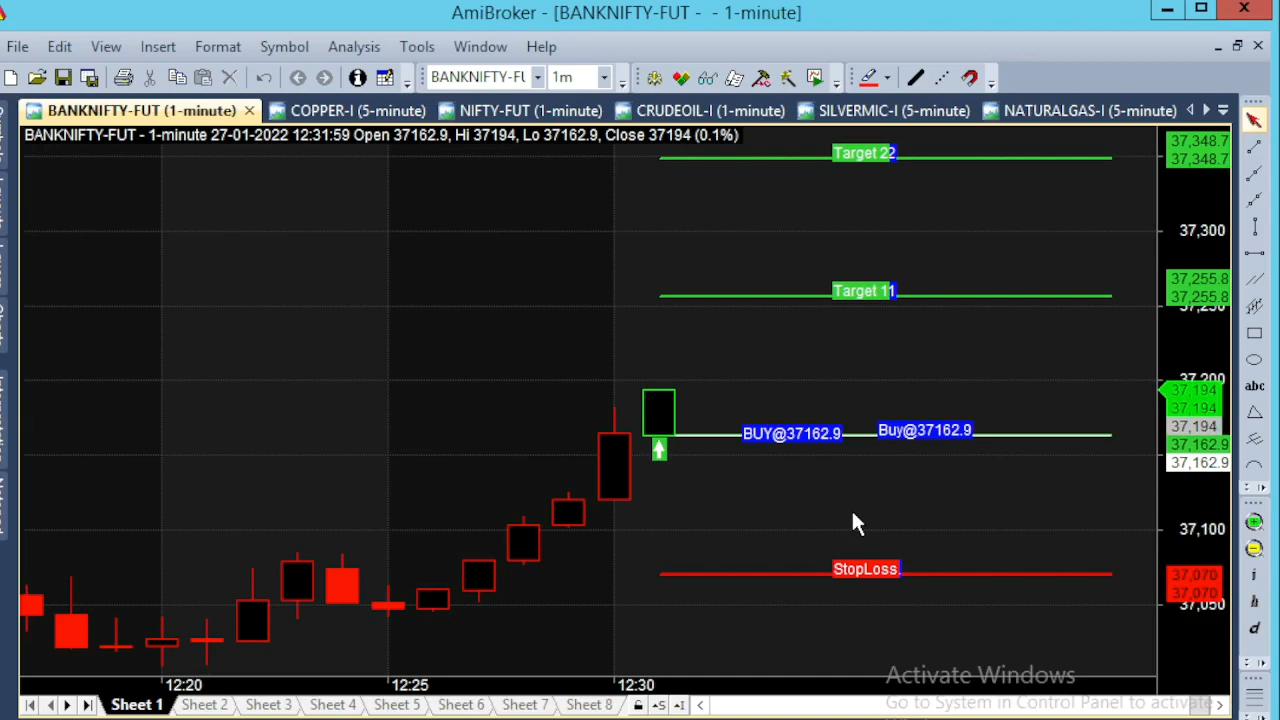 AmiBroker - [BANKNIFTY-FUT - - 1-minute]
File Edit View Insert Format Symbol Analysis Tools Window Help
BANKNIFTY-FU 1m
BANKNIFTY-FUT (1-minute) COPPER-I (5-minute) NIFTY-FUT (1-minute) CRUDEOIL-I (1-minute) SILVERMIC-I (5-minute) NATURALGAS-I (5-minute)
BANKNIFTY-FUT - 1-minute 27-01-2022 12:31:59 Open 37162.9, Hi 37194, Lo 37162.9, Close 37194 (0.1%)
37,348.7
Target 22
37,348.7
37,300
37,255.8
Target 11
37,255.8
37,250
37,200
37,194
37,194
37,194
BUY@37162.9 Buy@37162.9
37,162.9
37,162.9
abc
37,100
StopLoss.
37,070
37,070
37,050
i
h
d
Activate Windows
12:20 12:25 12:30
Go to System in Control Panel to activate
Sheet 1 Sheet 2 Sheet 3 Sheet 4 Sheet 5 Sheet 6 Sheet 7 Sheet 8